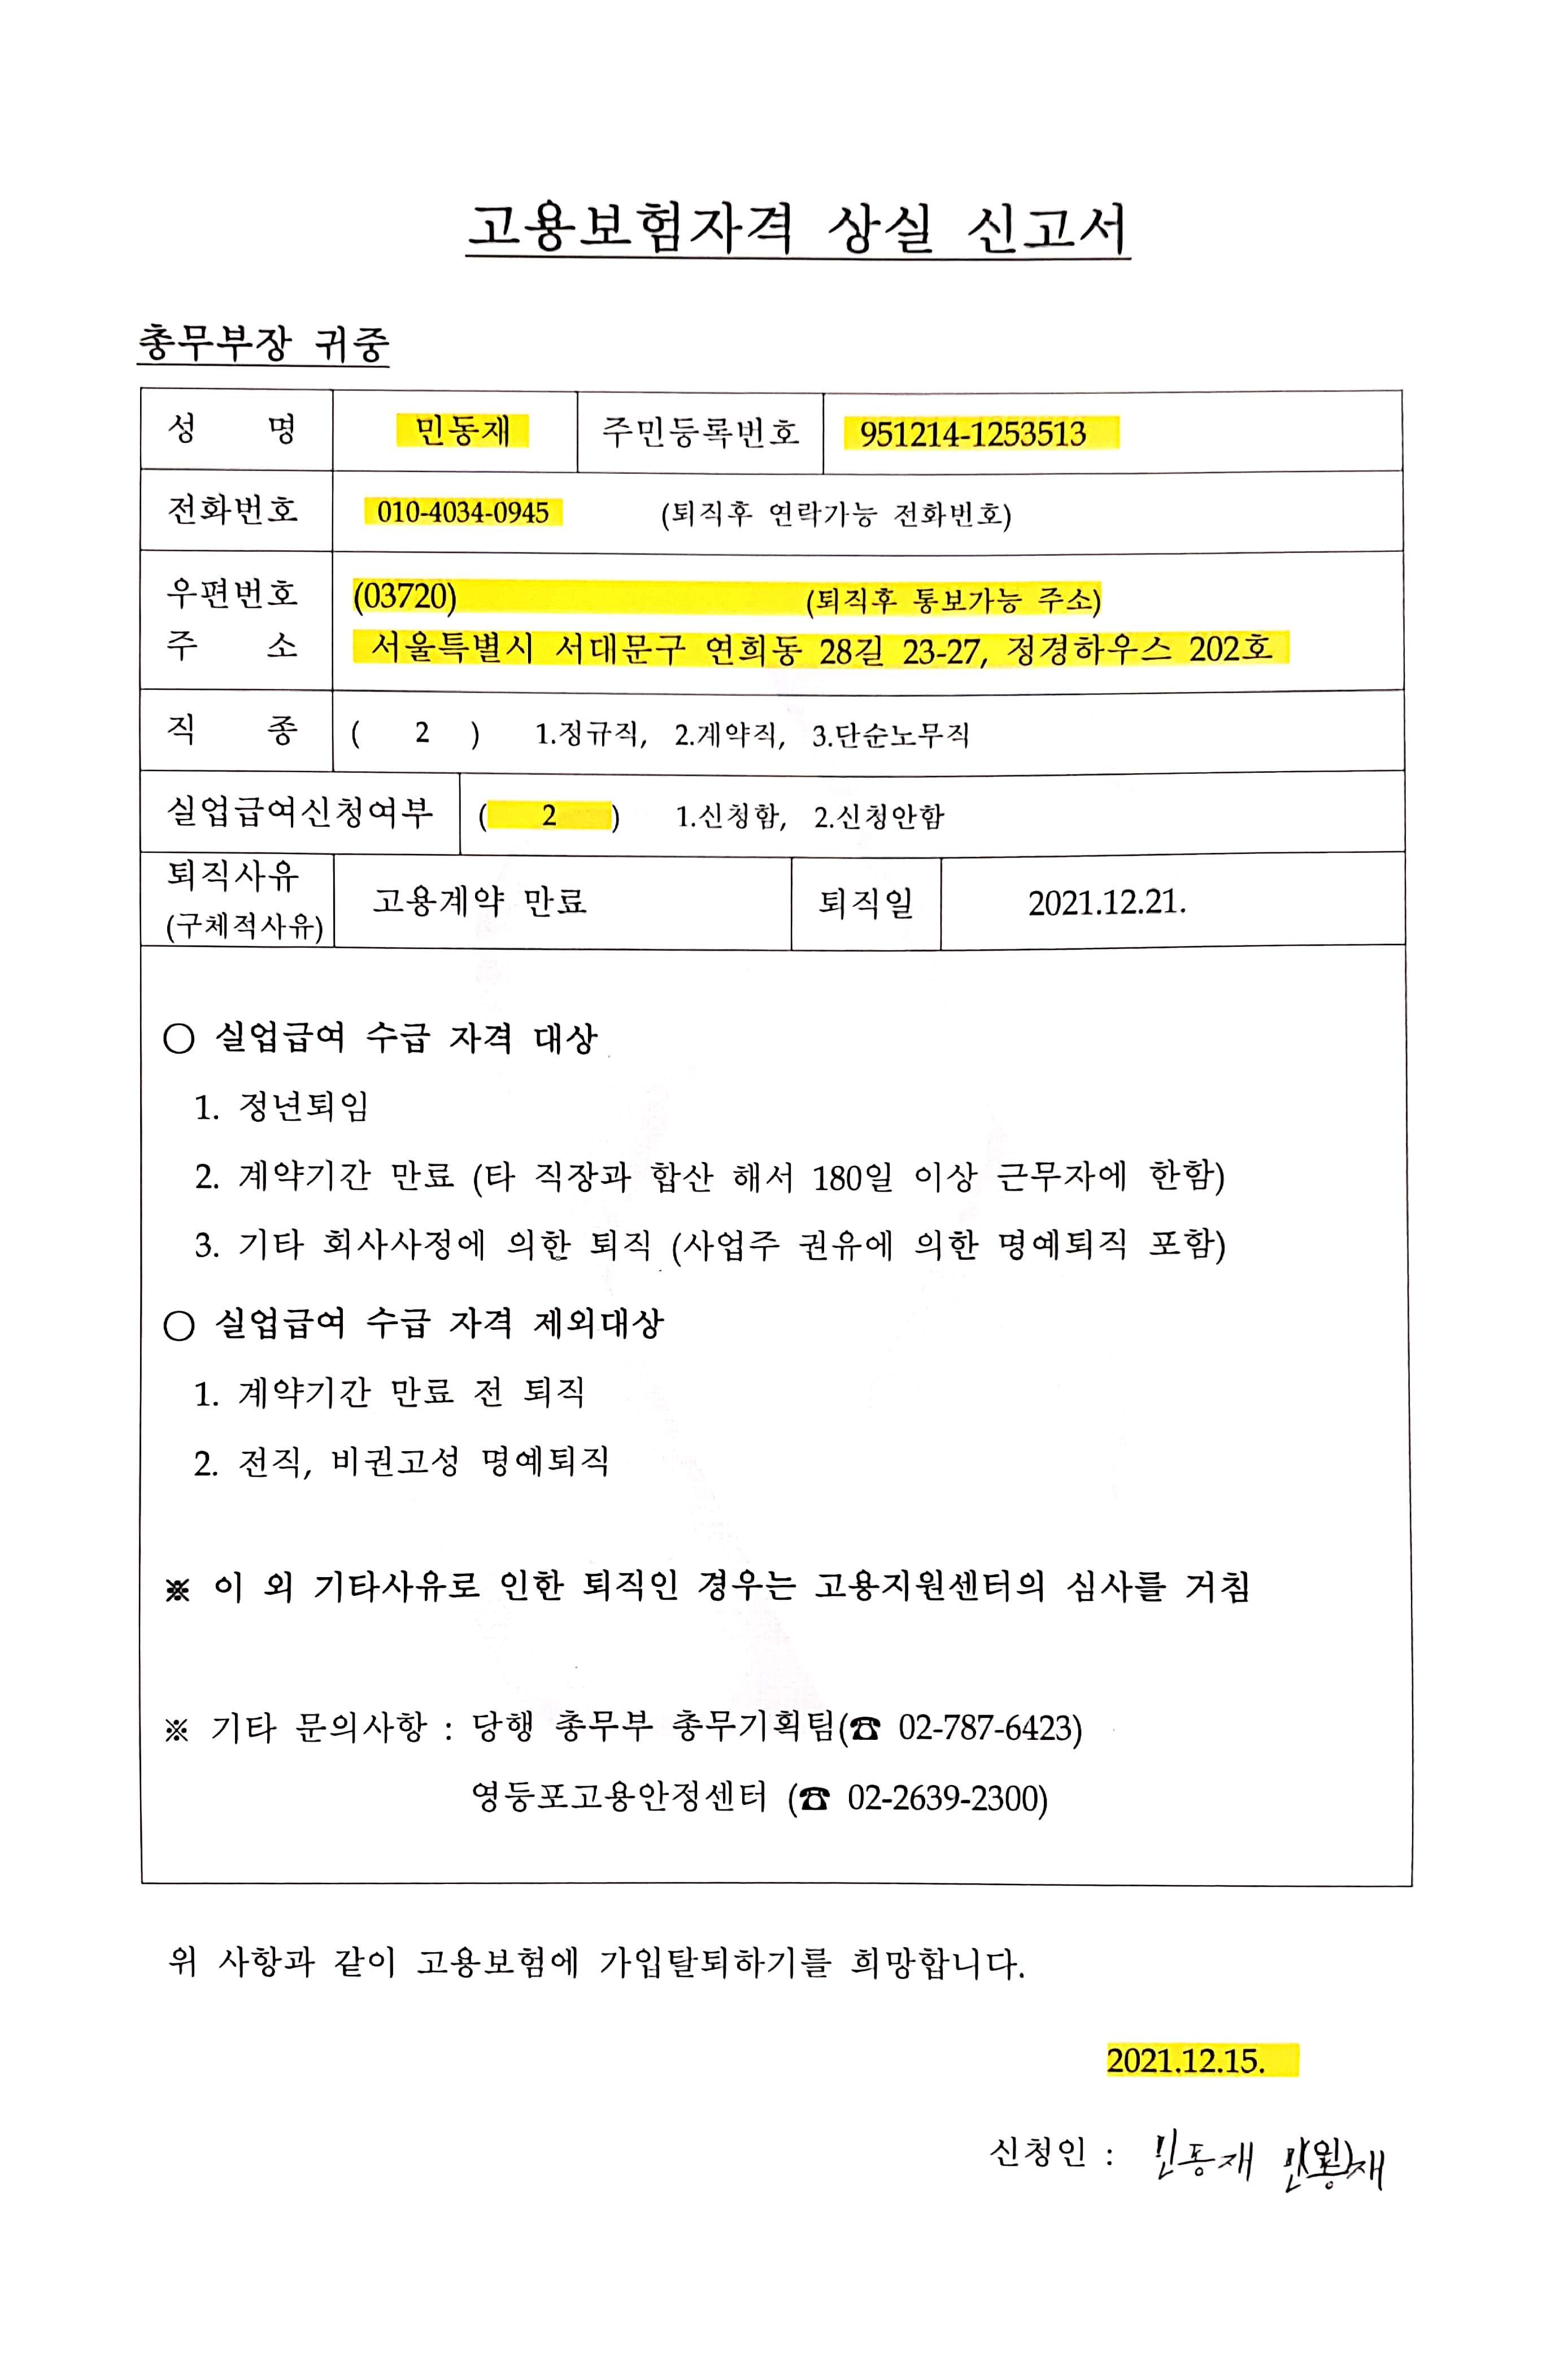 고용보험자격 상실 신고서
총무부장 귀중
성 명 민동재 주민등록번호 951214-1253513
전화번호 010-4034-0945 (퇴직후 연락가능 전화번호)
우편번호 (03720) (퇴직후 통보가능 주소)
주 소 서울특별시 서대문구 연희동 28길 23-27, 정경하우스 202호
직 종 ( 2 ) 1.정규직, 2.계약직, 3.단순노무직
실업급여신청여부 ( 2 ) 1.신청함, 2.신청안함
퇴직사유 (구체적사유) 고용계약 만료 퇴직일 2021.12.21.
○ 실업급여 수급 자격 대상
1. 정년퇴임
2. 계약기간 만료 (타 직장과 합산 해서 180일 이상 근무자에 한함)
3. 기타 회사사정에 의한 퇴직 (사업주 권유에 의한 명예퇴직 포함)
○ 실업급여 수급 자격 제외대상
1. 계약기간 만료 전 퇴직
2. 전직, 비권고성 명예퇴직
※ 이 외 기타사유로 인한 퇴직인 경우는 고용지원센터의 심사를 거침
※ 기타 문의사항 : 당행 총무부 총무기획팀(☎ 02-787-6423)
영등포고용안정센터 (☎ 02-2639-2300)
위 사항과 같이 고용보험에 가입탈퇴하기를 희망합니다.
2021.12.15.
신청인 : 민동재 민동재 (인)